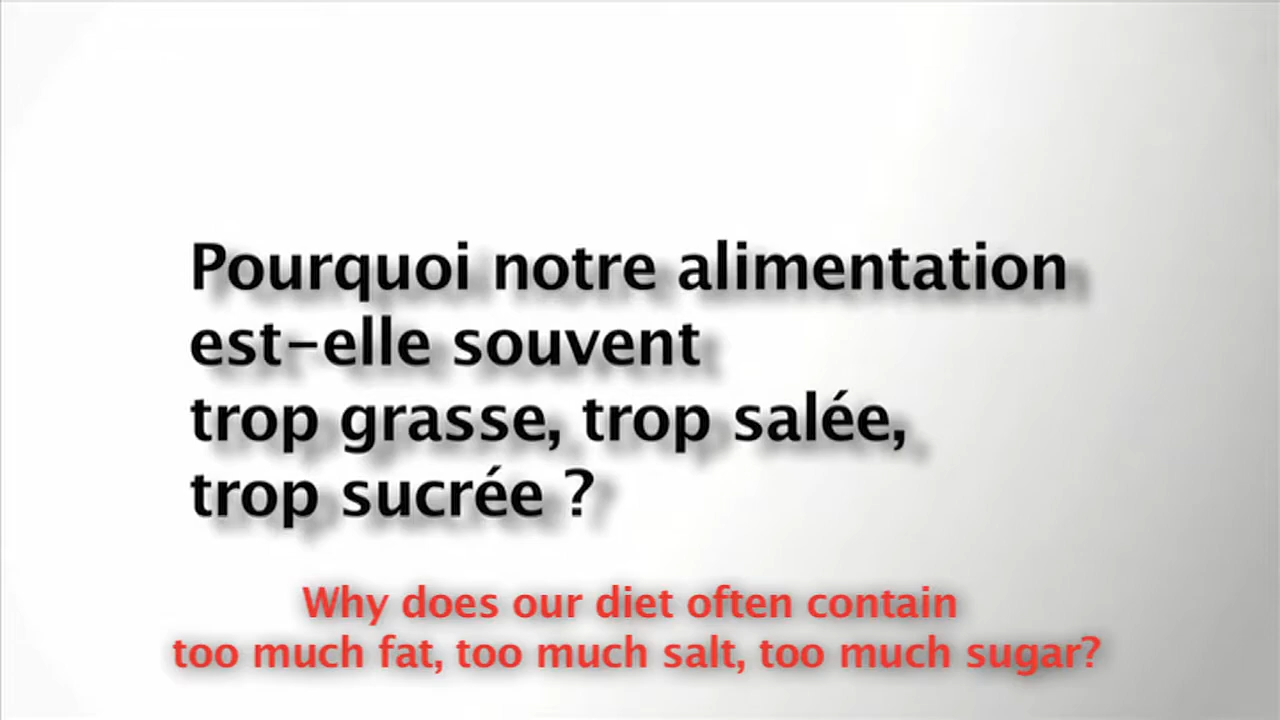 Pourquoi notre alimentation
est-elle souvent
trop grasse, trop salée,
trop sucrée ?
Why does our diet often contain
too much fat, too much salt, too much sugar?